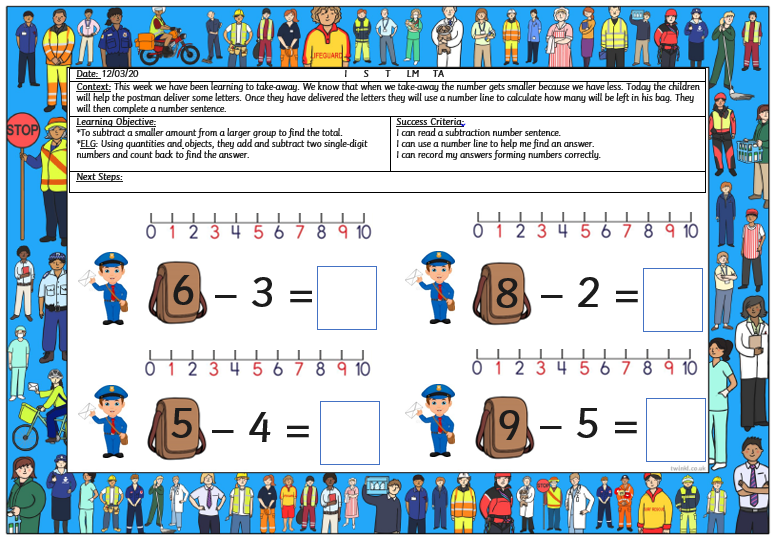 Date: 12/03/20 I S T LM TA
Context: This week we have been learning to take-away. We know that when we take-away the number gets smaller because we have less. Today the children
will help the postman deliver some letters. Once they have delivered the letters they will use a number line to calculate how many will be left in his bag. They
will then complete a number sentence.
Learning Objective:
*To subtract a smaller amount from a larger group to find the total.
*ELG: Using quantities and objects, they add and subtract two single-digit
numbers and count back to find the answer.
Success Criteria:
I can read a subtraction number sentence.
I can use a number line to help me find an answer.
I can record my answers forming numbers correctly.
Next Steps:
0 1 2 3 4 5 6 7 8 9 10
6 – 3 =
0 1 2 3 4 5 6 7 8 9 10
8 – 2 =
0 1 2 3 4 5 6 7 8 9 10
5 – 4 =
0 1 2 3 4 5 6 7 8 9 10
9 – 5 =
twinkl.co.uk
LIFEGUARD
STOP
STOP